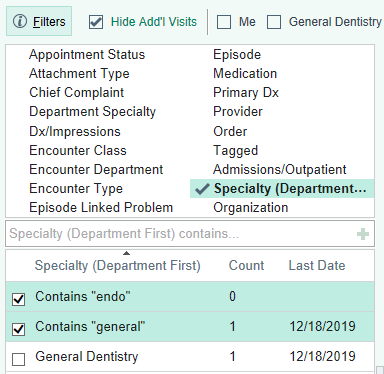 Filters Hide Add'l Visits Me General Dentistry
Appointment Status Episode
Attachment Type Medication
Chief Complaint Primary Dx
Department Specialty Provider
Dx/Impressions Order
Encounter Class Tagged
Encounter Department Admissions/Outpatient
Encounter Type Specialty (Department...
Episode Linked Problem Organization
Specialty (Department First) contains...
Specialty (Department First) Count Last Date
Contains "endo" 0
Contains "general" 1 12/18/2019
General Dentistry 1 12/18/2019